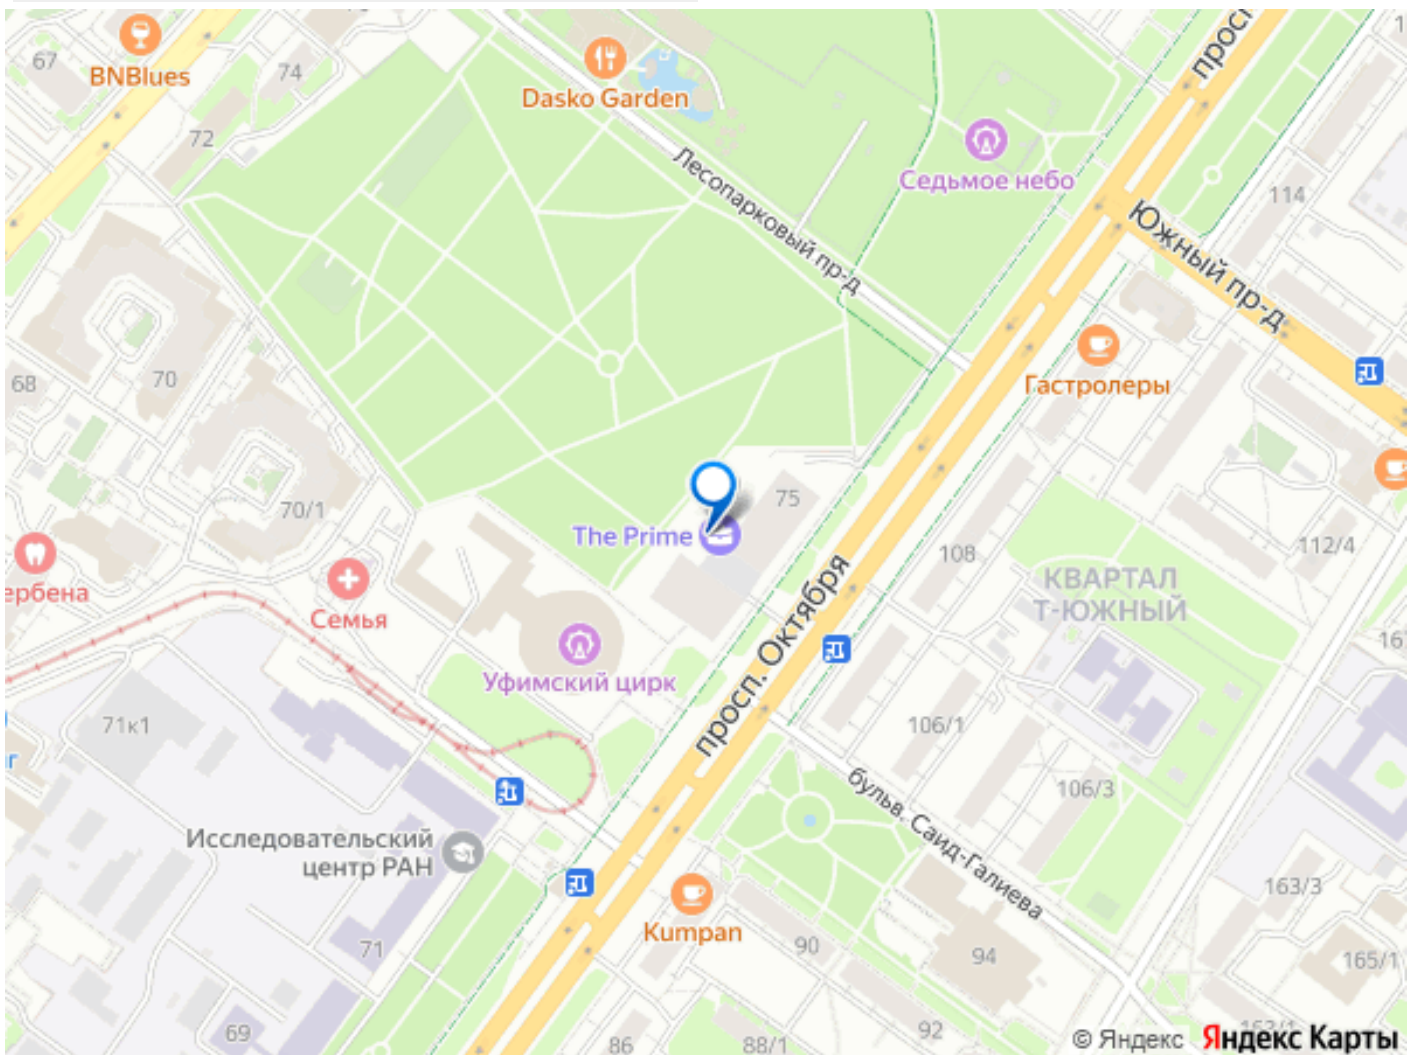 67
BNBlues
74
72
Dasko Garden
Лесопарковый пр-д
Седьмое небо
просп
114
Южный пр-д
Гастролеры
68
70
70/1
75
The Prime
108
112/4
КВАРТАЛ
Т-ЮЖНЫЙ
ербена
Семья
Уфимский цирк
просп. Октября
71к1
г
106/1
106/3
16
бульв. Саид-Галиева
Исследовательский
центр РАН
163/3
Kumpan
71
90
94
165/1
69
86
88/1
92
© Яндекс
Яндекс Карты